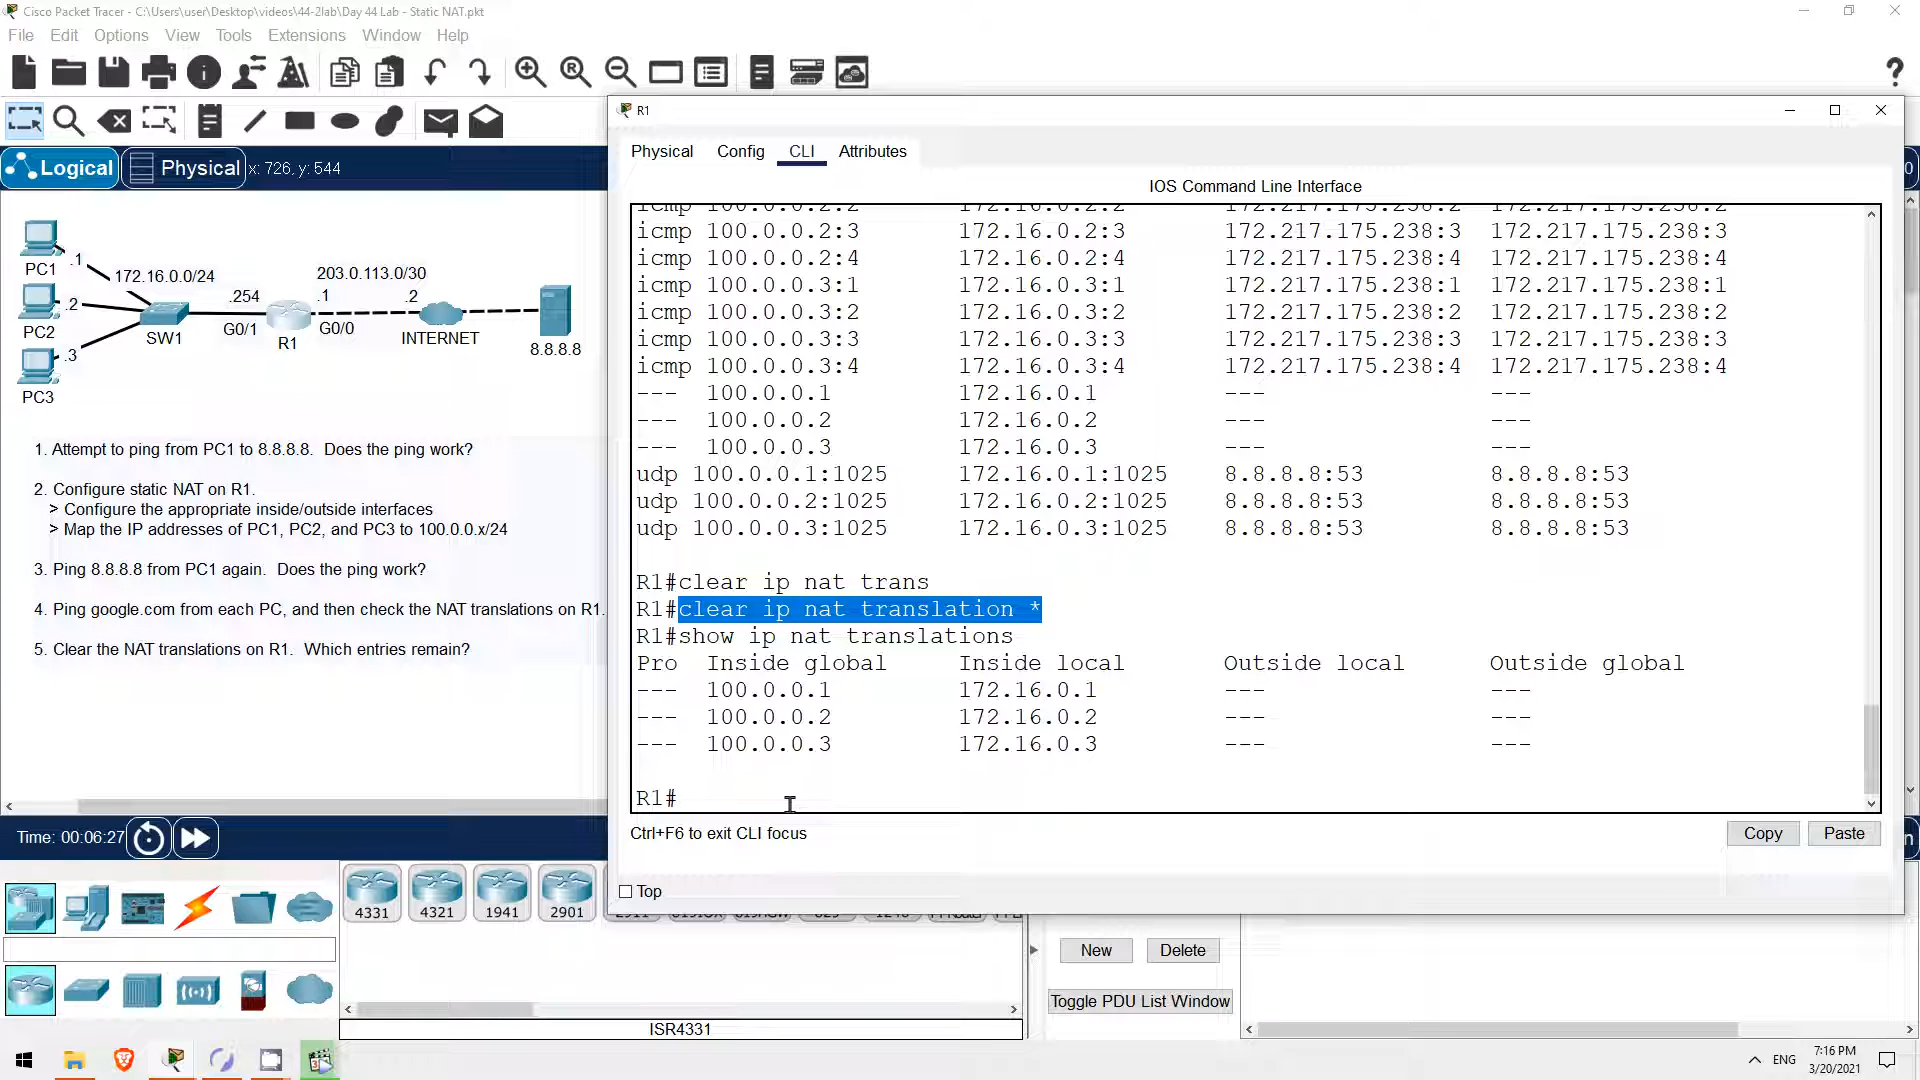 Cisco Packet Tracer - C:\Users\user\Desktop\videos\44-2lab\Day 44 Lab - Static NAT.pkt
File Edit Options View Tools Extensions Window Help
Logical Physical x: 726, y: 544
R1
Physical Config CLI Attributes
IOS Command Line Interface
icmp 100.0.0.2:2 172.16.0.2:2 172.217.175.238:2 172.217.175.238:2
icmp 100.0.0.2:3 172.16.0.2:3 172.217.175.238:3 172.217.175.238:3
icmp 100.0.0.2:4 172.16.0.2:4 172.217.175.238:4 172.217.175.238:4
icmp 100.0.0.3:1 172.16.0.3:1 172.217.175.238:1 172.217.175.238:1
icmp 100.0.0.3:2 172.16.0.3:2 172.217.175.238:2 172.217.175.238:2
icmp 100.0.0.3:3 172.16.0.3:3 172.217.175.238:3 172.217.175.238:3
icmp 100.0.0.3:4 172.16.0.3:4 172.217.175.238:4 172.217.175.238:4
--- 100.0.0.1 172.16.0.1 --- ---
--- 100.0.0.2 172.16.0.2 --- ---
--- 100.0.0.3 172.16.0.3 --- ---
udp 100.0.0.1:1025 172.16.0.1:1025 8.8.8.8:53 8.8.8.8:53
udp 100.0.0.2:1025 172.16.0.2:1025 8.8.8.8:53 8.8.8.8:53
udp 100.0.0.3:1025 172.16.0.3:1025 8.8.8.8:53 8.8.8.8:53
R1#clear ip nat trans
R1#clear ip nat translation *
R1#show ip nat translations
Pro Inside global Inside local Outside local Outside global
--- 100.0.0.1 172.16.0.1 --- ---
--- 100.0.0.2 172.16.0.2 --- ---
--- 100.0.0.3 172.16.0.3 --- ---
R1#
Ctrl+F6 to exit CLI focus
Copy Paste
Top
PC1 .1
172.16.0.0/24 203.0.113.0/30
.2 .254 .1 .2
PC2 SW1 G0/1 R1 G0/0 INTERNET 8.8.8.8
.3
PC3
1. Attempt to ping from PC1 to 8.8.8.8. Does the ping work?
2. Configure static NAT on R1.
> Configure the appropriate inside/outside interfaces
> Map the IP addresses of PC1, PC2, and PC3 to 100.0.0.x/24
3. Ping 8.8.8.8 from PC1 again. Does the ping work?
4. Ping google.com from each PC, and then check the NAT translations on R1.
5. Clear the NAT translations on R1. Which entries remain?
Time: 00:06:27
4331 4321 1941 2901
New Delete
Toggle PDU List Window
ISR4331
ENG
7:16 PM
3/20/2021